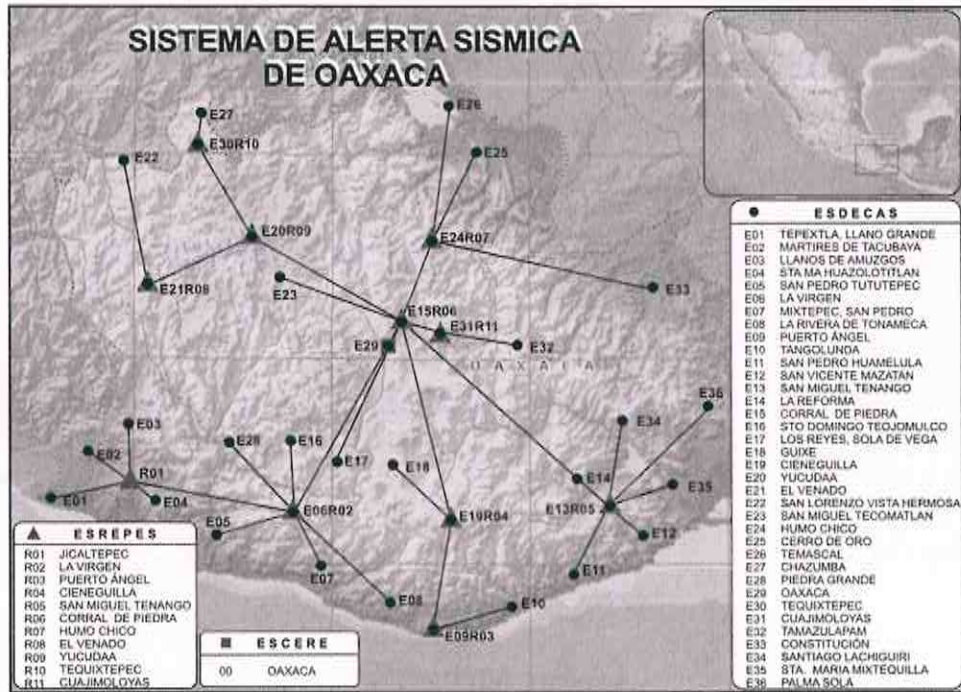 SISTEMA DE ALERTA SISMICA
DE OAXACA
E27
E30R10
E22
E26
E25
E20R09
E24R07
E21R08
E23
E33
E15R06
E31R11
E29
E32
OAXACA
E36
E03
E02
E28
E16
E34
R01
E17
E18
E14
E35
E01
E04
E06R02
E19R04
E13R05
E05
E12
E07
E11
E08
E10
E09R03
ESREPES
R01 JICALTEPEC
R02 LA VIRGEN
R03 PUERTO ÁNGEL
R04 CIENEGUILLA
R05 SAN MIGUEL TENANGO
R06 CORRAL DE PIEDRA
R07 HUMO CHICO
R08 EL VENADO
R09 YUCUDAA
R10 TEQUIXTEPEC
R11 CUAJIMOLOYAS
ESCERE
00 OAXACA
ESDECAS
E01 TEPEXTLA, LLANO GRANDE
E02 MARTIRES DE TACUBAYA
E03 LLANOS DE AMUZGOS
E04 STA MA HUAZOLOTITLAN
E05 SAN PEDRO TUTUTEPEC
E06 LA VIRGEN
E07 MIXTEPEC, SAN PEDRO
E08 LA RIVERA DE TONAMECA
E09 PUERTO ÁNGEL
E10 TANGOLUNDA
E11 SAN PEDRO HUAMELULA
E12 SAN VICENTE MAZATAN
E13 SAN MIGUEL TENANGO
E14 LA REFORMA
E15 CORRAL DE PIEDRA
E16 STO DOMINGO TEOJOMULCO
E17 LOS REYES, SOLA DE VEGA
E18 GUIXE
E19 CIENEGUILLA
E20 YUCUDAA
E21 EL VENADO
E22 SAN LORENZO VISTA HERMOSA
E23 SAN MIGUEL TECOMATLAN
E24 HUMO CHICO
E25 CERRO DE ORO
E26 TEMASCAL
E27 CHAZUMBA
E28 PIEDRA GRANDE
E29 OAXACA
E30 TEQUIXTEPEC
E31 CUAJIMOLOYAS
E32 TAMAZULAPAM
E33 CONSTITUCIÓN
E34 SANTIAGO LACHIGUIRI
E35 STA. MARIA MIXTEQUILLA
E36 PALMA SOLA